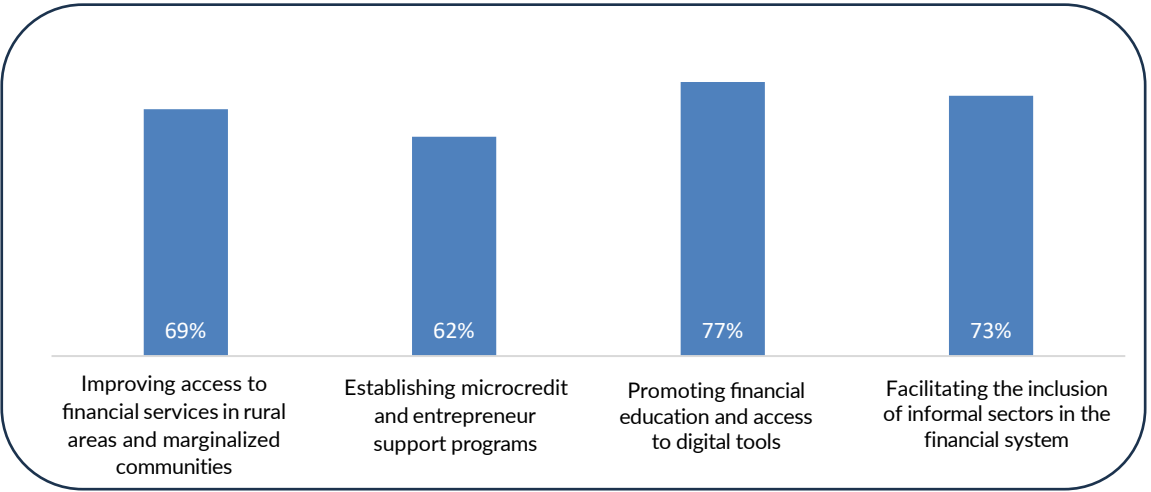 69%
62%
77%
73%
Improving access to
financial services in rural
areas and marginalized
communities
Establishing microcredit
and entrepreneur
support programs
Promoting financial
education and access
to digital tools
Facilitating the inclusion
of informal sectors in the
financial system